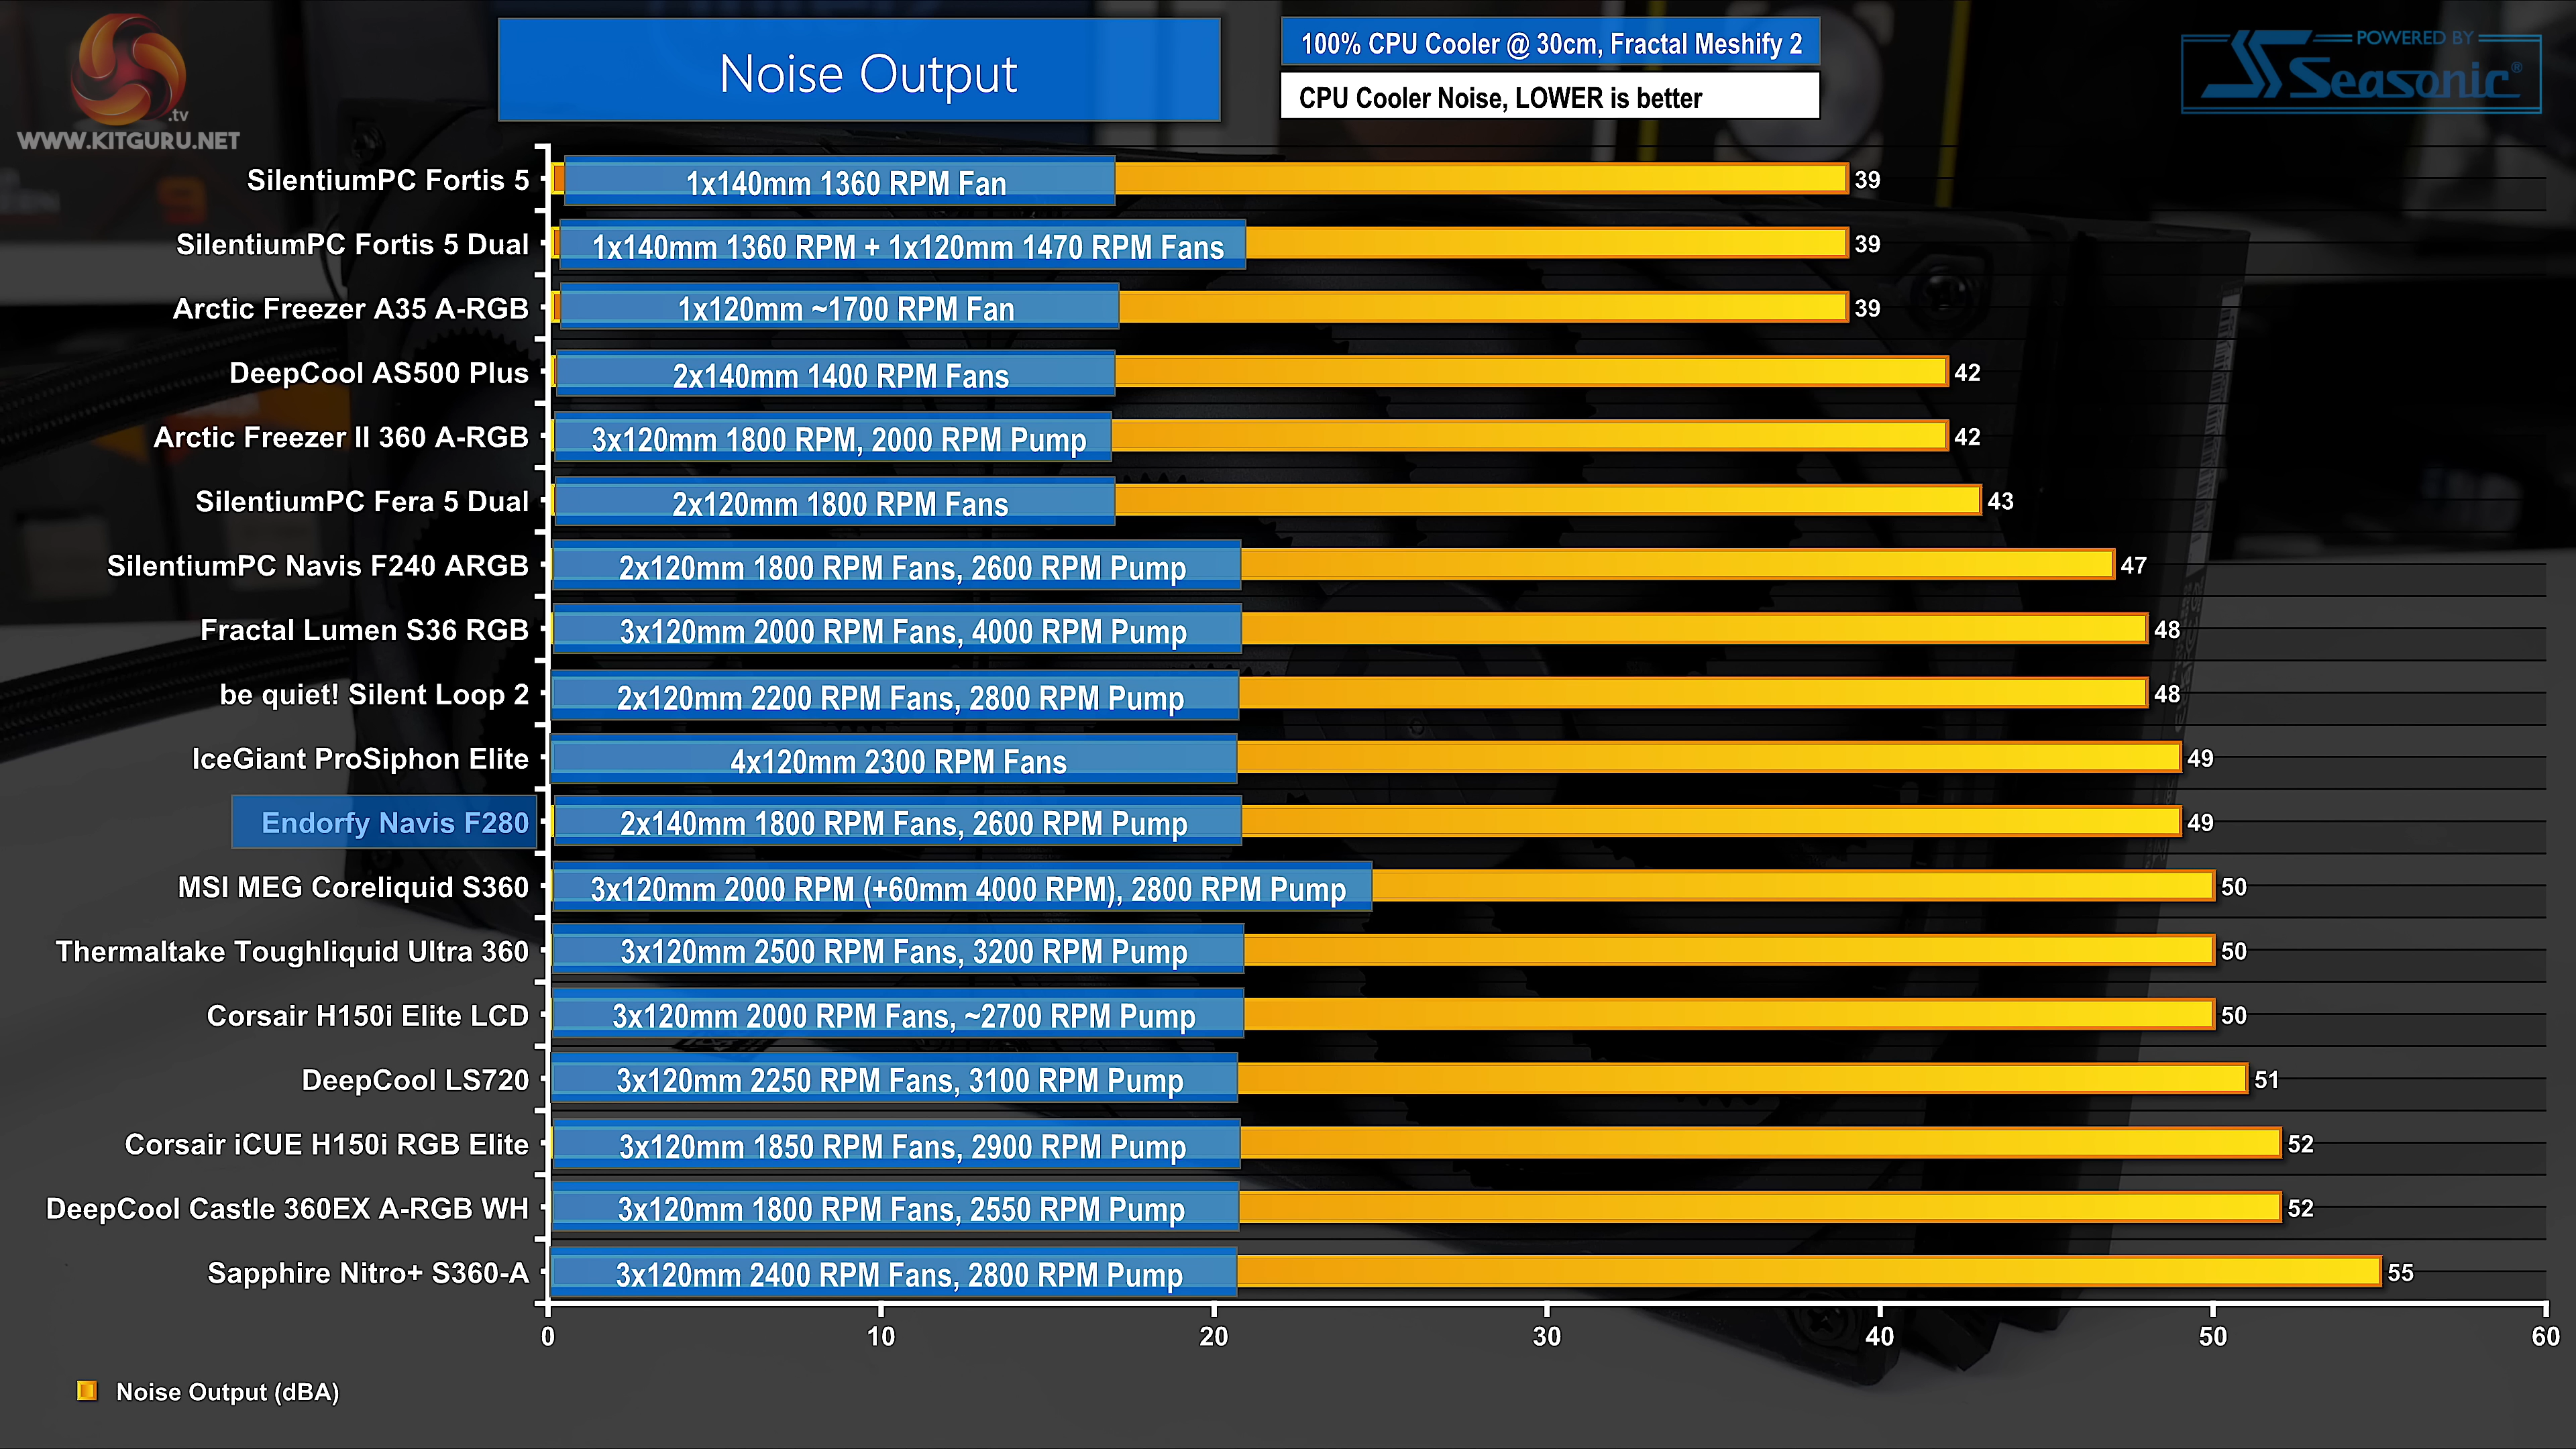 .tv
WWW.KITGURU.NET
Noise Output
100% CPU Cooler @ 30cm, Fractal Meshify 2
CPU Cooler Noise, LOWER is better
POWERED BY
Seasonic®
SilentiumPC Fortis 5 1x140mm 1360 RPM Fan 39
SilentiumPC Fortis 5 Dual 1x140mm 1360 RPM + 1x120mm 1470 RPM Fans 39
Arctic Freezer A35 A-RGB 1x120mm ~1700 RPM Fan 39
DeepCool AS500 Plus 2x140mm 1400 RPM Fans 42
Arctic Freezer II 360 A-RGB 3x120mm 1800 RPM, 2000 RPM Pump 42
SilentiumPC Fera 5 Dual 2x120mm 1800 RPM Fans 43
SilentiumPC Navis F240 ARGB 2x120mm 1800 RPM Fans, 2600 RPM Pump 47
Fractal Lumen S36 RGB 3x120mm 2000 RPM Fans, 4000 RPM Pump 48
be quiet! Silent Loop 2 2x120mm 2200 RPM Fans, 2800 RPM Pump 48
IceGiant ProSiphon Elite 4x120mm 2300 RPM Fans 49
Endorfy Navis F280 2x140mm 1800 RPM Fans, 2600 RPM Pump 49
MSI MEG Coreliquid S360 3x120mm 2000 RPM (+60mm 4000 RPM), 2800 RPM Pump 50
Thermaltake Toughliquid Ultra 360 3x120mm 2500 RPM Fans, 3200 RPM Pump 50
Corsair H150i Elite LCD 3x120mm 2000 RPM Fans, ~2700 RPM Pump 50
DeepCool LS720 3x120mm 2250 RPM Fans, 3100 RPM Pump 51
Corsair iCUE H150i RGB Elite 3x120mm 1850 RPM Fans, 2900 RPM Pump 52
DeepCool Castle 360EX A-RGB WH 3x120mm 1800 RPM Fans, 2550 RPM Pump 52
Sapphire Nitro+ S360-A 3x120mm 2400 RPM Fans, 2800 RPM Pump 55
0 10 20 30 40 50 60
Noise Output (dBA)